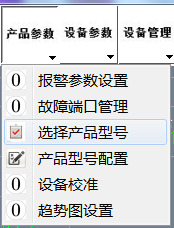 产品参数 设备参数 设备管理
0 报警参数设置
0 故障端口管理
选择产品型号
产品型号配置
0 设备校准
0 趋势图设置